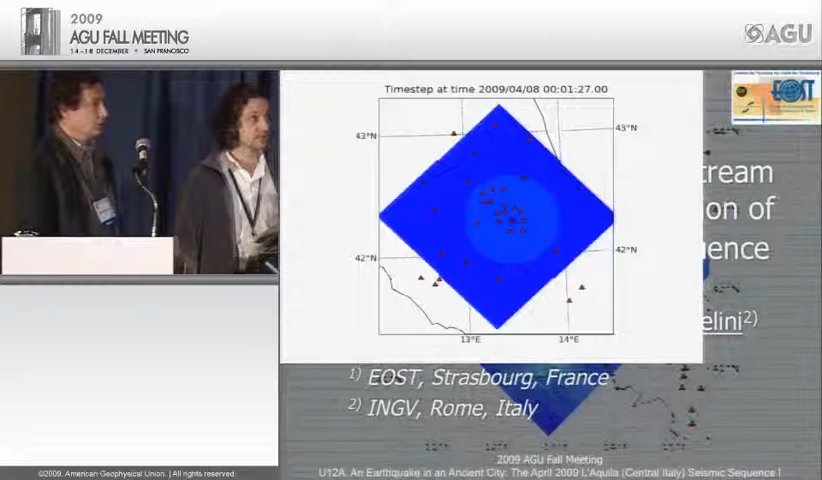 2009
AGU FALL MEETING
14-18 DECEMBER • SAN FRANCISCO
AGU
Timestep at time 2009/04/08 00:01:27.00
43°N
43°N
42°N
42°N
13°E
14°E
EOST
tream
ion of
uence
elini2)
1) EOST, Strasbourg, France
2) INGV, Rome, Italy
2009 AGU Fall Meeting
U12A. An Earthquake in an Ancient City: The April 2009 L'Aquila (Central Italy) Seismic Sequence I
©2009. American Geophysical Union. | All rights reserved.